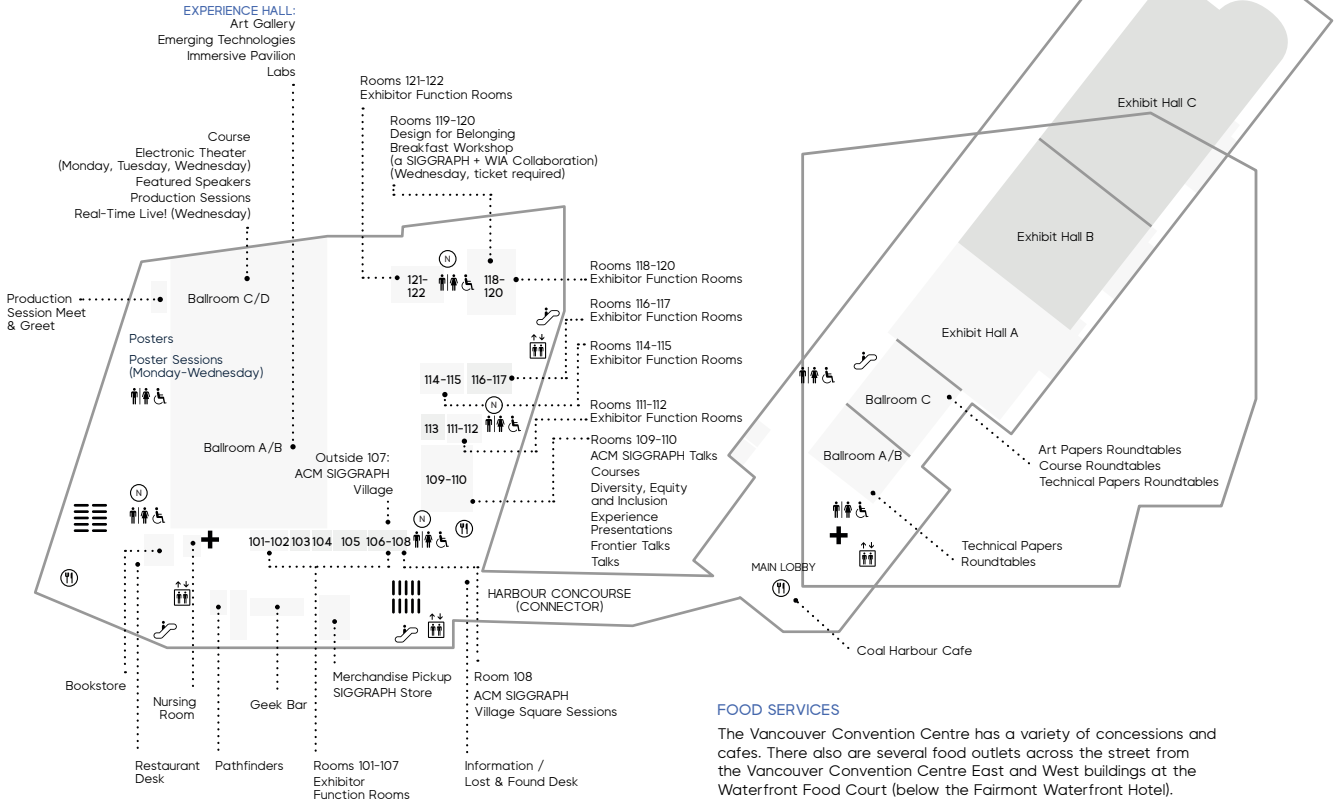 EXPERIENCE HALL:
Art Gallery
Emerging Technologies
Immersive Pavilion
Labs
Rooms 121-122
Exhibitor Function Rooms
Rooms 119-120
Design for Belonging
Breakfast Workshop
(a SIGGRAPH + WIA Collaboration)
(Wednesday, ticket required)
Course
Electronic Theater
(Monday, Tuesday, Wednesday)
Featured Speakers
Production Sessions
Real-Time Live! (Wednesday)
Production
Session Meet
& Greet
Ballroom C/D
Posters
Poster Sessions
(Monday-Wednesday)
Ballroom A/B
N
121-
122
N
118-
120
Rooms 118-120
Exhibitor Function Rooms
Rooms 116-117
Exhibitor Function Rooms
Rooms 114-115
Exhibitor Function Rooms
114-115
116-117
N
113
111-112
Rooms 111-112
Exhibitor Function Rooms
109-110
Rooms 109-110
ACM SIGGRAPH Talks
Courses
Diversity, Equity
and Inclusion
Experience
Presentations
Frontier Talks
Talks
Outside 107:
ACM SIGGRAPH
Village
N
101-102
103
104
105
106-108
HARBOUR CONCOURSE
(CONNECTOR)
Bookstore
Nursing
Room
Geek Bar
Merchandise Pickup
SIGGRAPH Store
Room 108
ACM SIGGRAPH
Village Square Sessions
Restaurant
Desk
Pathfinders
Rooms 101-107
Exhibitor
Function Rooms
Information /
Lost & Found Desk
Exhibit Hall C
Exhibit Hall B
Exhibit Hall A
Ballroom C
Ballroom A/B
Art Papers Roundtables
Course Roundtables
Technical Papers Roundtables
Technical Papers
Roundtables
MAIN LOBBY
Coal Harbour Cafe
FOOD SERVICES
The Vancouver Convention Centre has a variety of concessions and
cafes. There also are several food outlets across the street from
the Vancouver Convention Centre East and West buildings at the
Waterfront Food Court (below the Fairmont Waterfront Hotel).